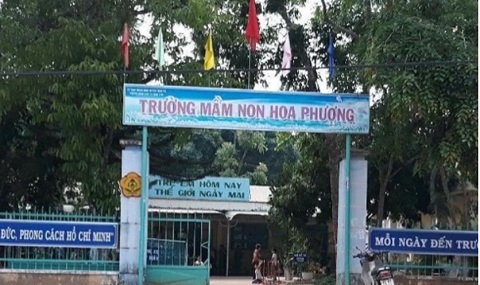 TRƯỜNG MẦM NON HOA PHƯỢNG
TRẺ EM HÔM NAY
THẾ GIỚI NGÀY MAI
ĐỨC, PHONG CÁCH HỒ CHÍ MINH"
MỖI NGÀY ĐẾN TRƯ